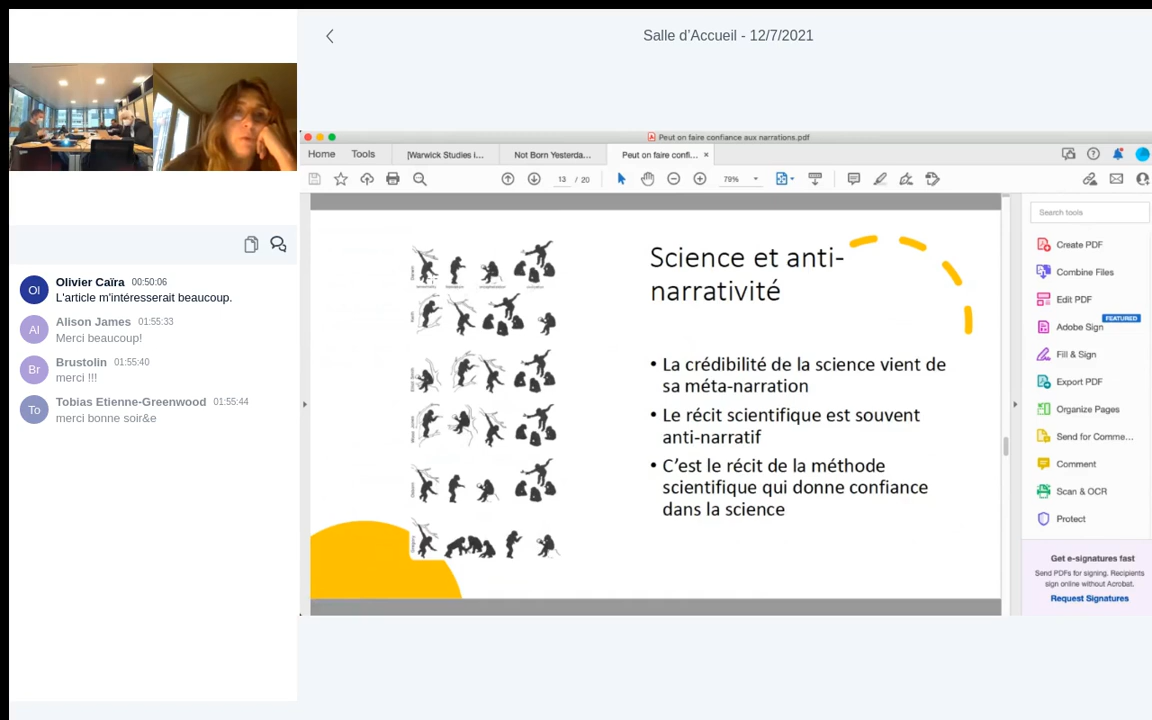 Salle d'Accueil - 12/7/2021
Peut on faire confiance aux narrations.pdf
Home
Tools
[Warwick Studies i...
Not Born Yesterda...
Peut on faire confi... ×
13 / 20
79%
Ol
Olivier Caïra 00:50:06
L'article m'intéresserait beaucoup.
Al
Alison James 01:55:33
Merci beaucoup!
Br
Brustolin 01:55:40
merci !!!
To
Tobias Etienne-Greenwood 01:55:44
merci bonne soir&e
Science et anti-
narrativité
• La crédibilité de la science vient de
sa méta-narration
• Le récit scientifique est souvent
anti-narratif
• C'est le récit de la méthode
scientifique qui donne confiance
dans la science
Search tools
Create PDF
Combine Files
Edit PDF
FEATURED
Adobe Sign
Fill & Sign
Export PDF
Organize Pages
Send for Comme...
Comment
Scan & OCR
Protect
Get e-signatures fast
Send PDFs for signing. Recipients
sign online without Acrobat.
Request Signatures